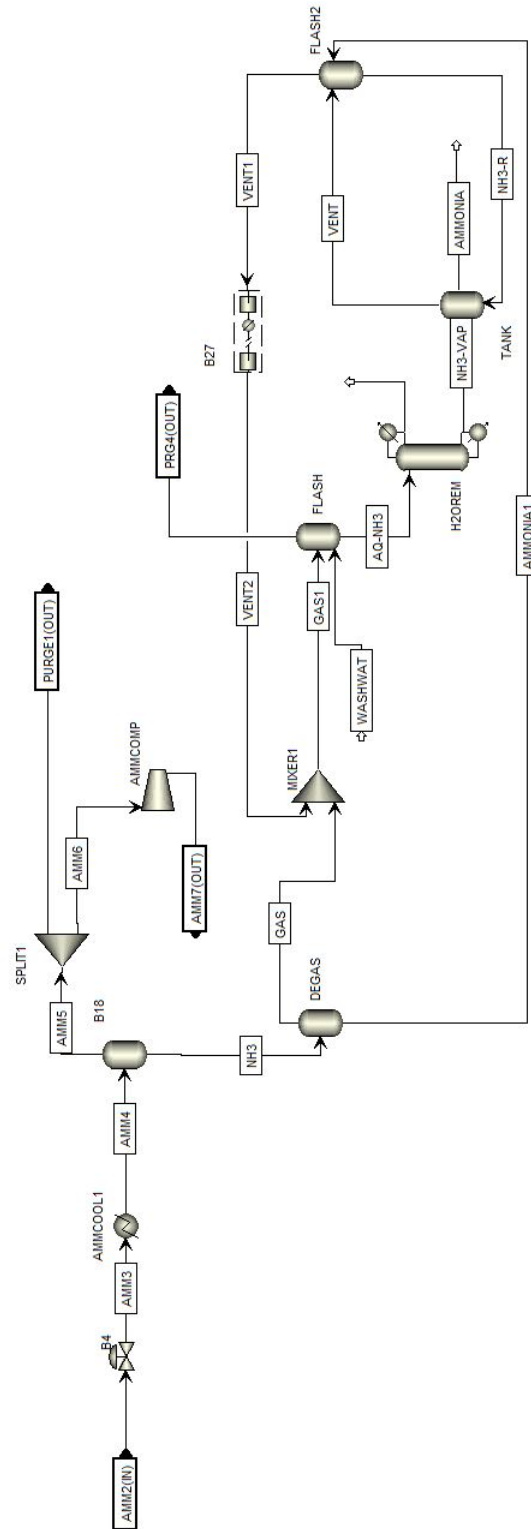 AMM2(IN)
B4
AMM3
AMMCOOL1
AMM4
B18
AMM5
SPLIT1
PURGE1(OUT)
AMM6
AMMCOMP
AMM7(OUT)
NH3
DEGAS
GAS
MIXER1
VENT2
GAS1
WASHWAT
FLASH
PRG4(OUT)
AQ-NH3
H2OREM
B27
VENT1
NH3-VAP
TANK
VENT
AMMONIA
NH3-R
FLASH2
AMMONIA1